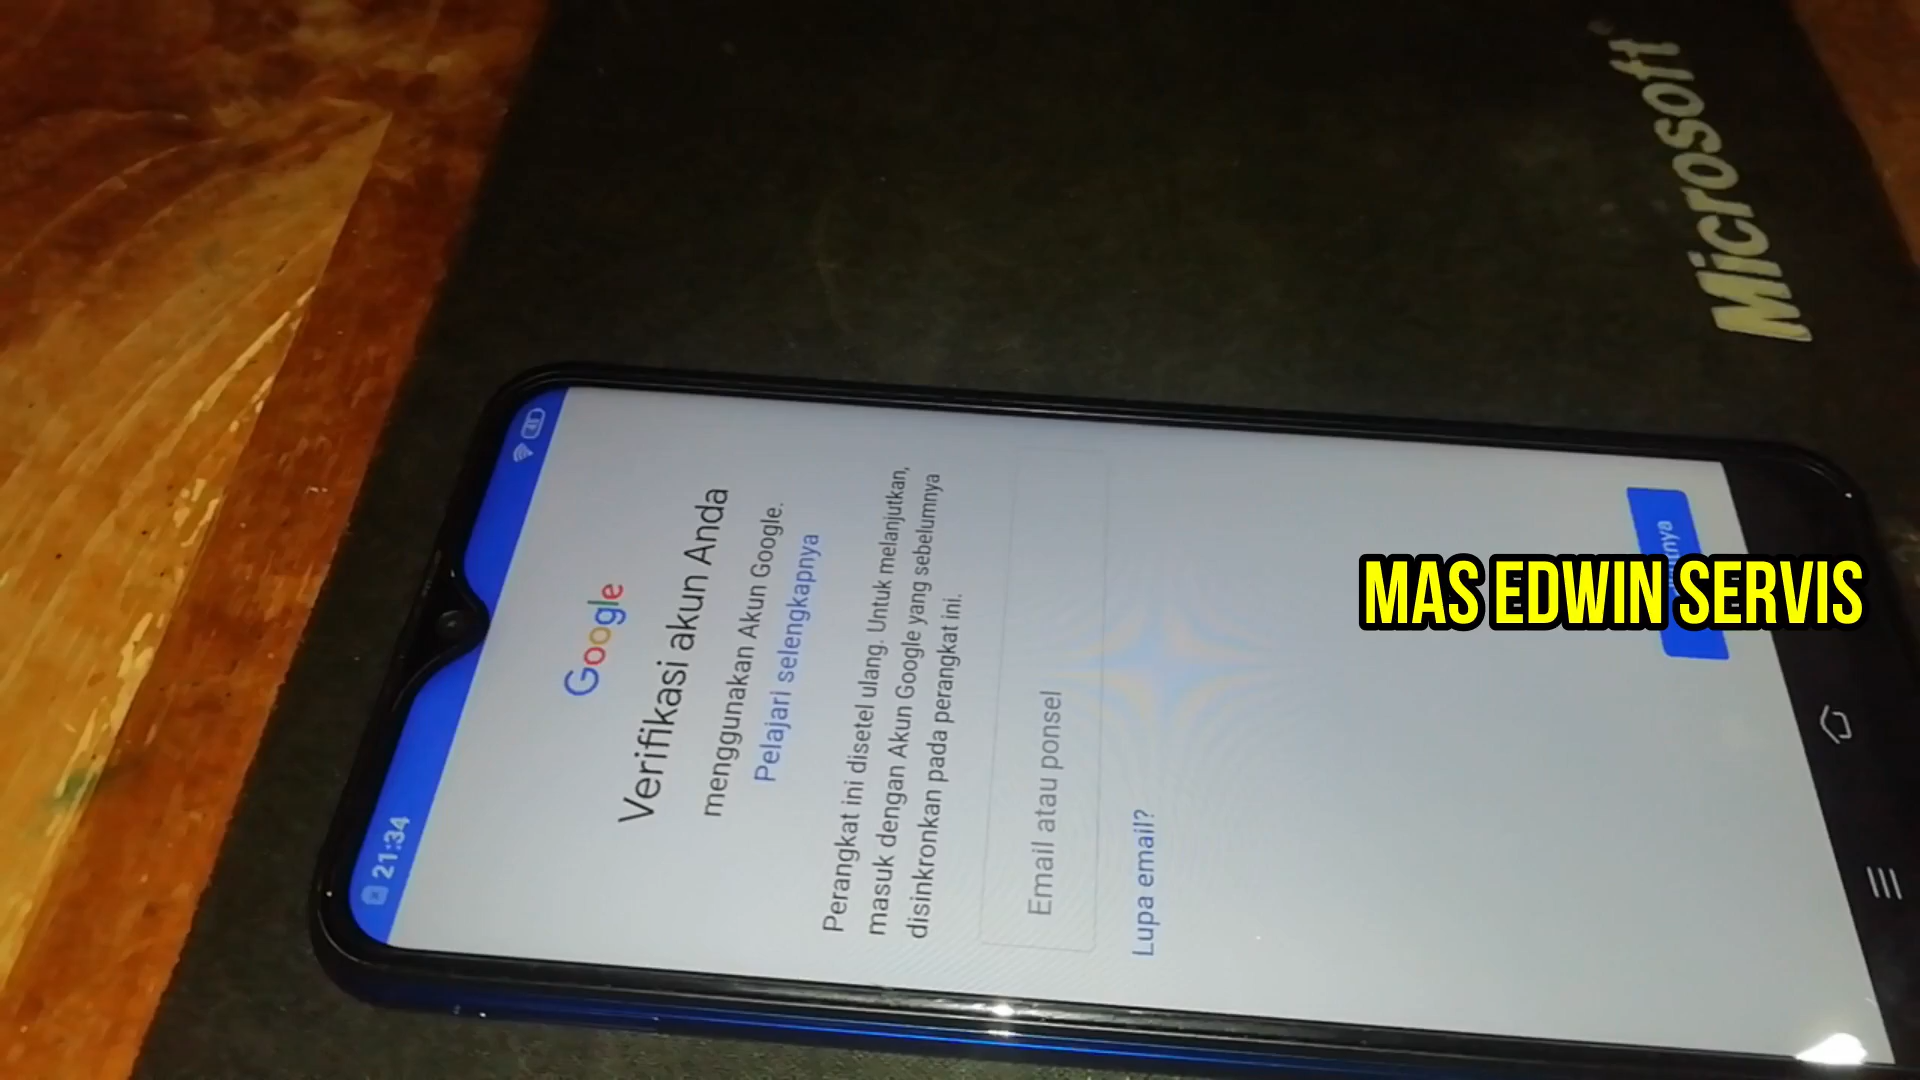 Microsoft
21:34
Google
Verifikasi akun Anda
menggunakan Akun Google.
Pelajari selengkapnya
Perangkat ini disetel ulang. Untuk melanjutkan,
masuk dengan Akun Google yang sebelumnya
disinkronkan pada perangkat ini.
Email atau ponsel
Lupa email?
MAS EDWIN SERVIS